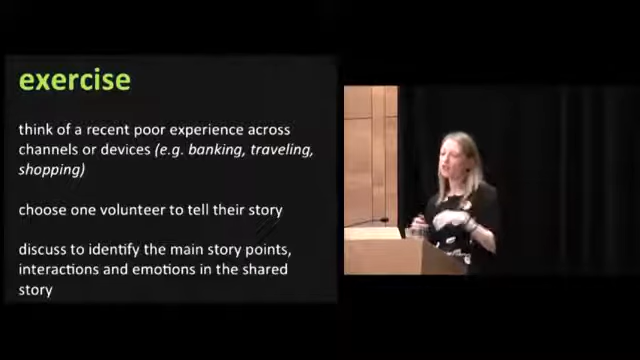 exercise
think of a recent poor experience across
channels or devices (e.g. banking, traveling,
shopping)
choose one volunteer to tell their story
discuss to identify the main story points,
interactions and emotions in the shared
story